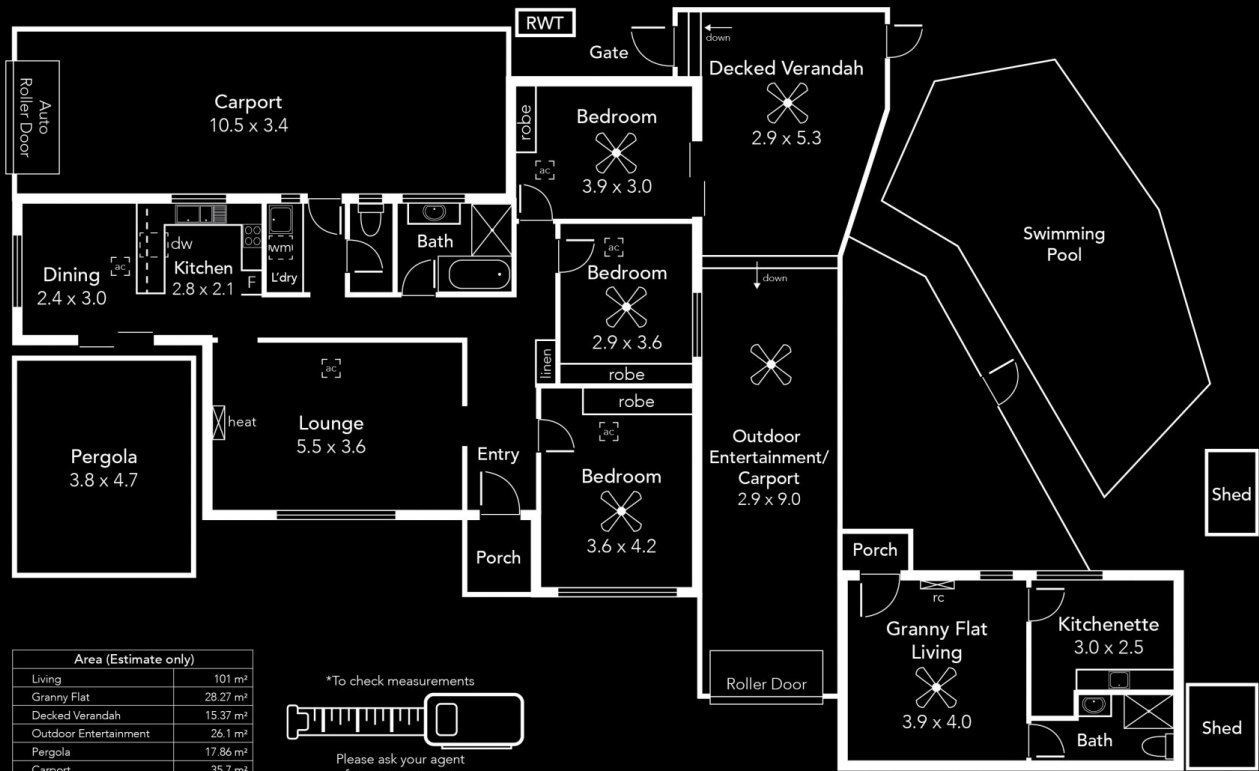 RWT
Gate
down
Decked Verandah
2.9 x 5.3
Auto
Roller Door
Carport
10.5 x 3.4
robe
Bedroom
ac
3.9 x 3.0
Swimming
Pool
Dining
2.4 x 3.0
ac
dw
Kitchen
2.8 x 2.1
F
wm
L'dry
Bath
ac
Bedroom
2.9 x 3.6
robe
linen
down
ac
heat
Lounge
5.5 x 3.6
Entry
robe
ac
Bedroom
3.6 x 4.2
Outdoor
Entertainment/
Carport
2.9 x 9.0
Pergola
3.8 x 4.7
Porch
Shed
Porch
rc
Granny Flat
Living
3.9 x 4.0
Kitchenette
3.0 x 2.5
Roller Door
Bath
Shed
Area (Estimate only)
Living 101 m²
Granny Flat 28.27 m²
Decked Verandah 15.37 m²
Outdoor Entertainment 26.1 m²
Pergola 17.86 m²
Carport 35.7 m²
*To check measurements
Please ask your agent